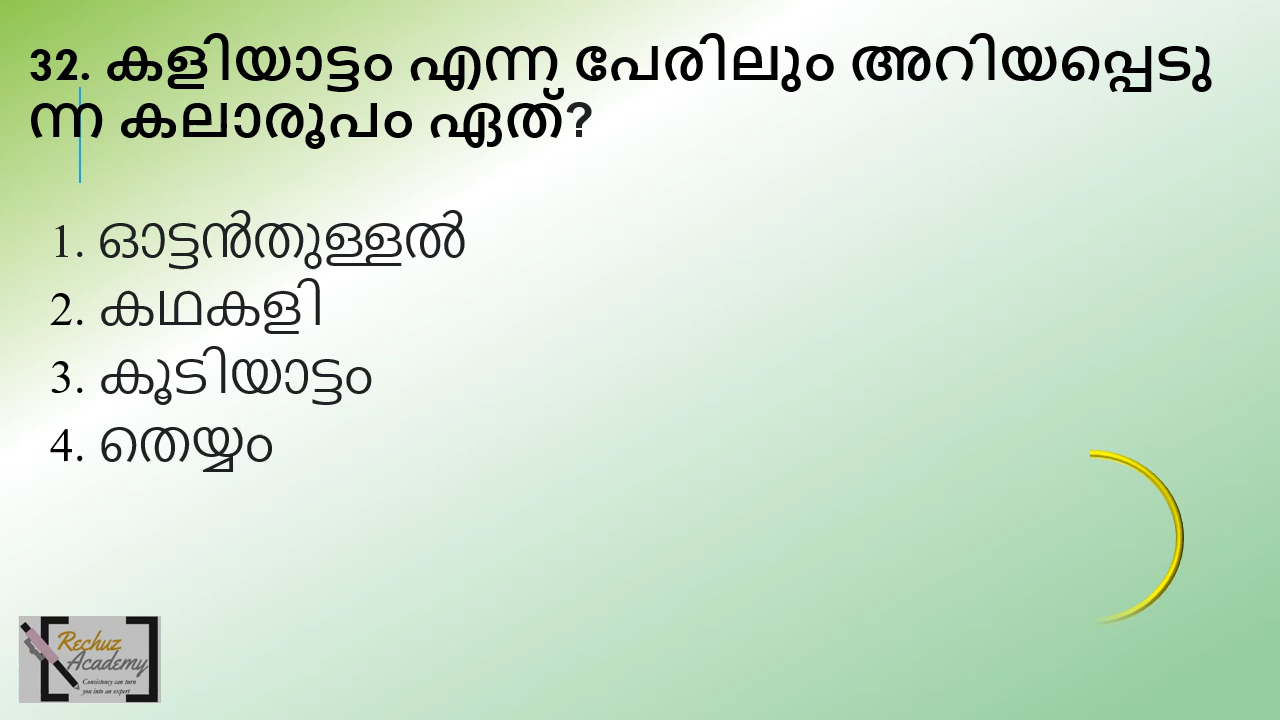 32. കളിയാട്ടം എന്ന പേരിലും അറിയപ്പെടു
ന്ന കലാരൂപം ഏത്?
1. ഓട്ടൻതുള്ളൽ
2. കഥകളി
3. കൂടിയാട്ടം
4. തെയ്യം
Rechuz
Academy
Consistency can turn
you into an expert